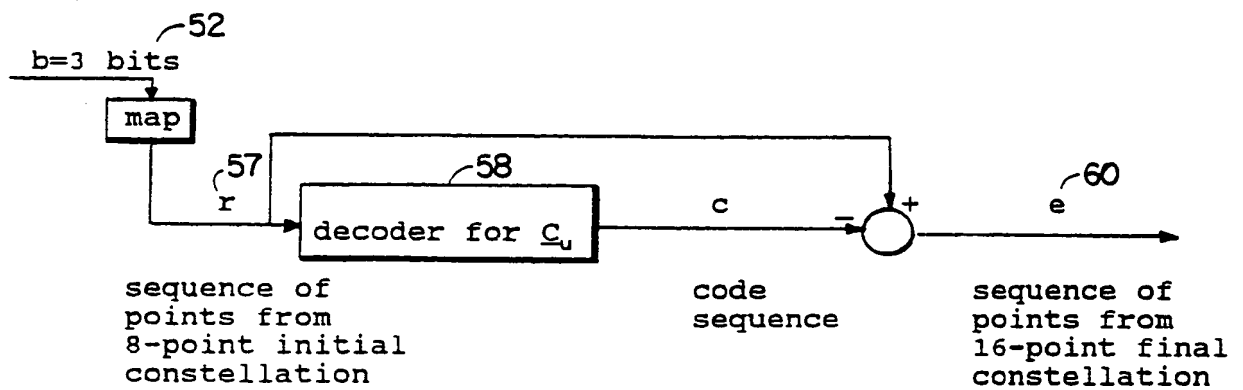 52
b=3 bits
map
57
r
58
decoder for C_u
c
− +
60
e
sequence of
points from
8-point initial
constellation
code
sequence
sequence of
points from
16-point final
constellation